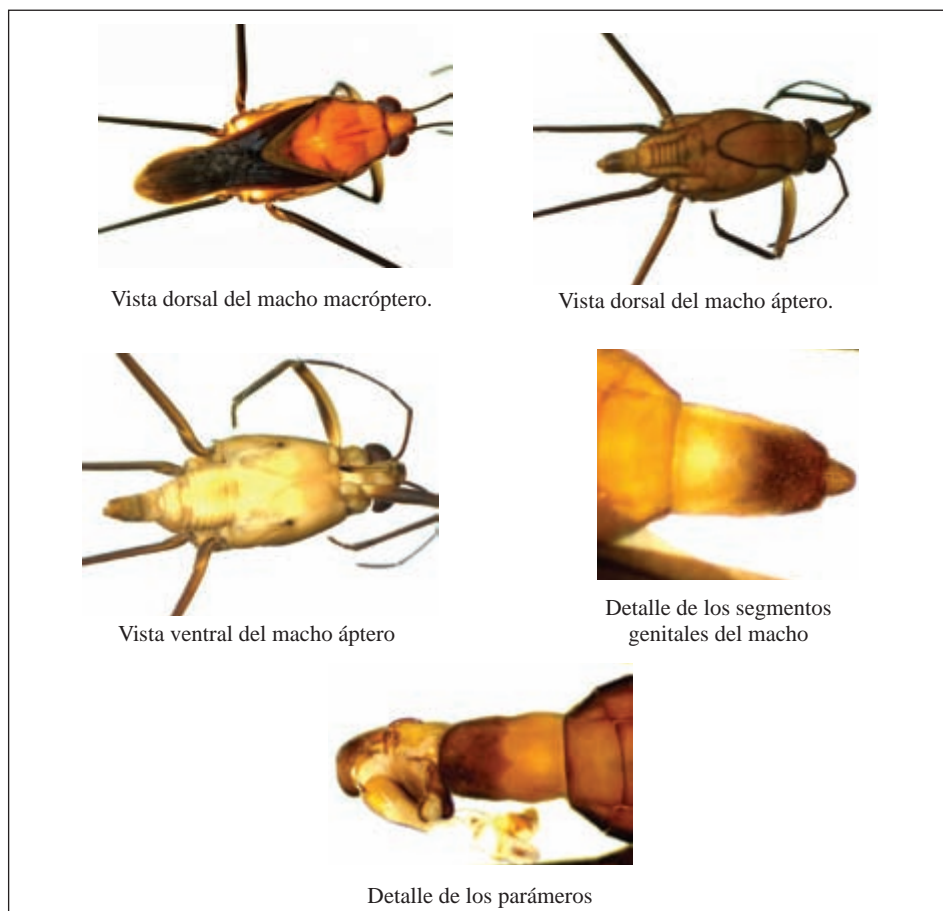 Vista dorsal del macho macróptero.
Vista dorsal del macho áptero.
Vista ventral del macho áptero
Detalle de los segmentos
genitales del macho
Detalle de los parámeros